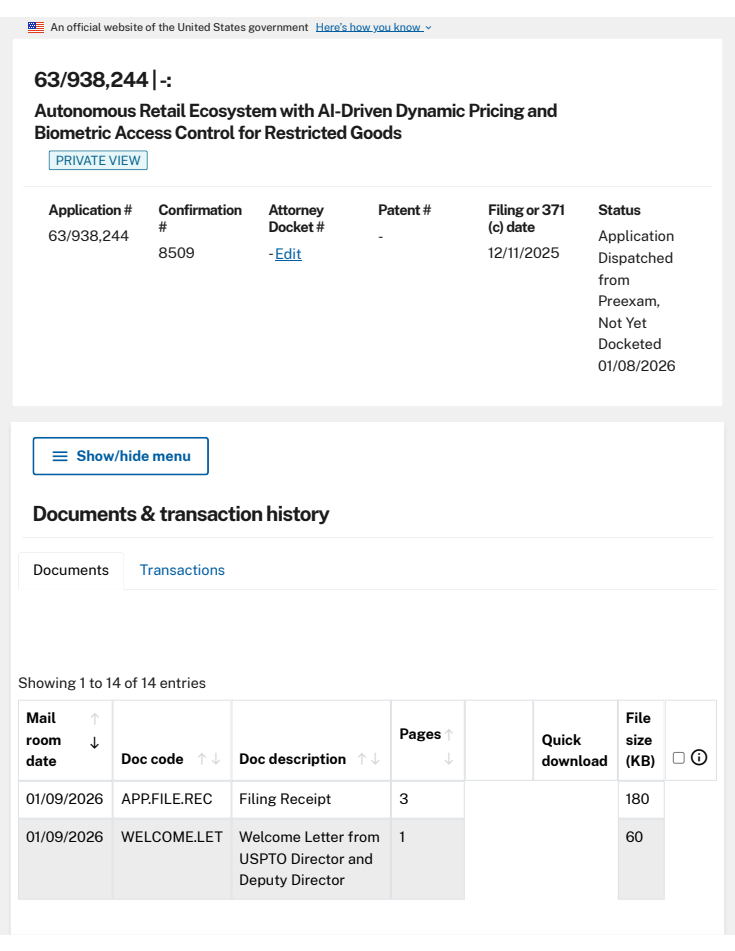 An official website of the United States government Here's how you know
63/938,244 | -:
Autonomous Retail Ecosystem with AI-Driven Dynamic Pricing and
Biometric Access Control for Restricted Goods
PRIVATE VIEW
Application #
63/938,244
Confirmation
#
8509
Attorney
Docket #
- Edit
Patent #
-
Filing or 371
(c) date
12/11/2025
Status
Application
Dispatched
from
Preexam,
Not Yet
Docketed
01/08/2026
Show/hide menu
Documents & transaction history
Documents Transactions
Showing 1 to 14 of 14 entries
Mail
room
date
Doc code
Doc description
Pages
Quick
download
File
size
(KB)
01/09/2026 APP.FILE.REC Filing Receipt 3 180
01/09/2026 WELCOME.LET Welcome Letter from 1 60
USPTO Director and
Deputy Director